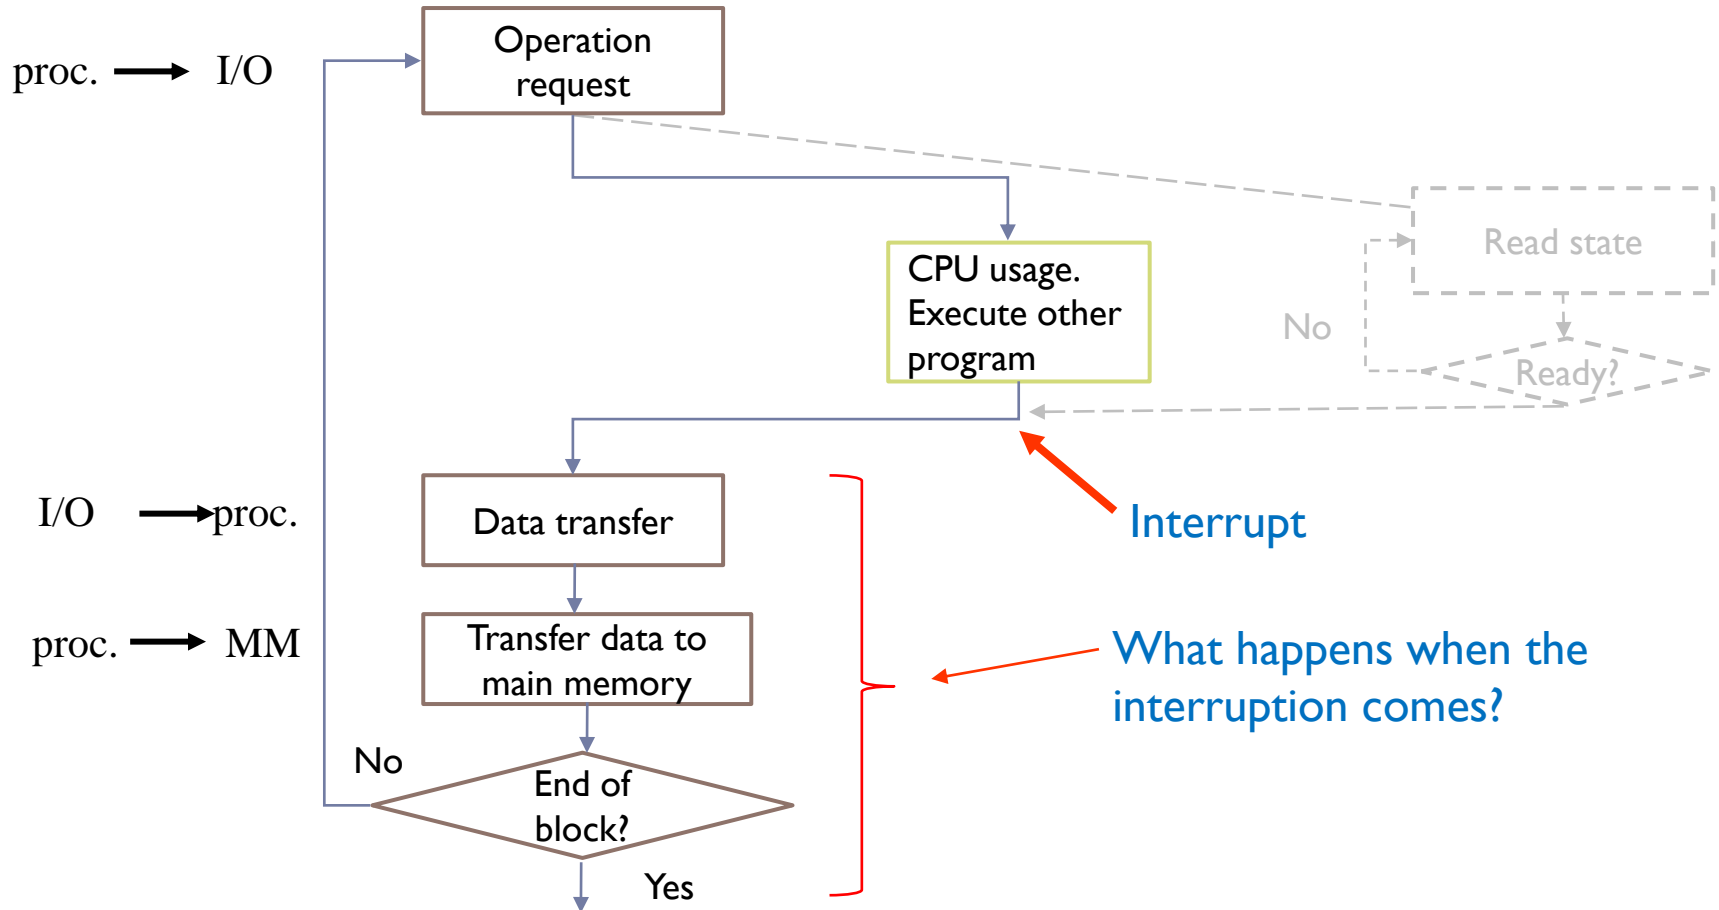 proc. I/O
Operation
request
CPU usage.
Execute other
program
Read state
No
Ready?
Interrupt
I/O proc.
Data transfer
proc. MM
Transfer data to
main memory
What happens when the
interruption comes?
No
End of
block?
Yes